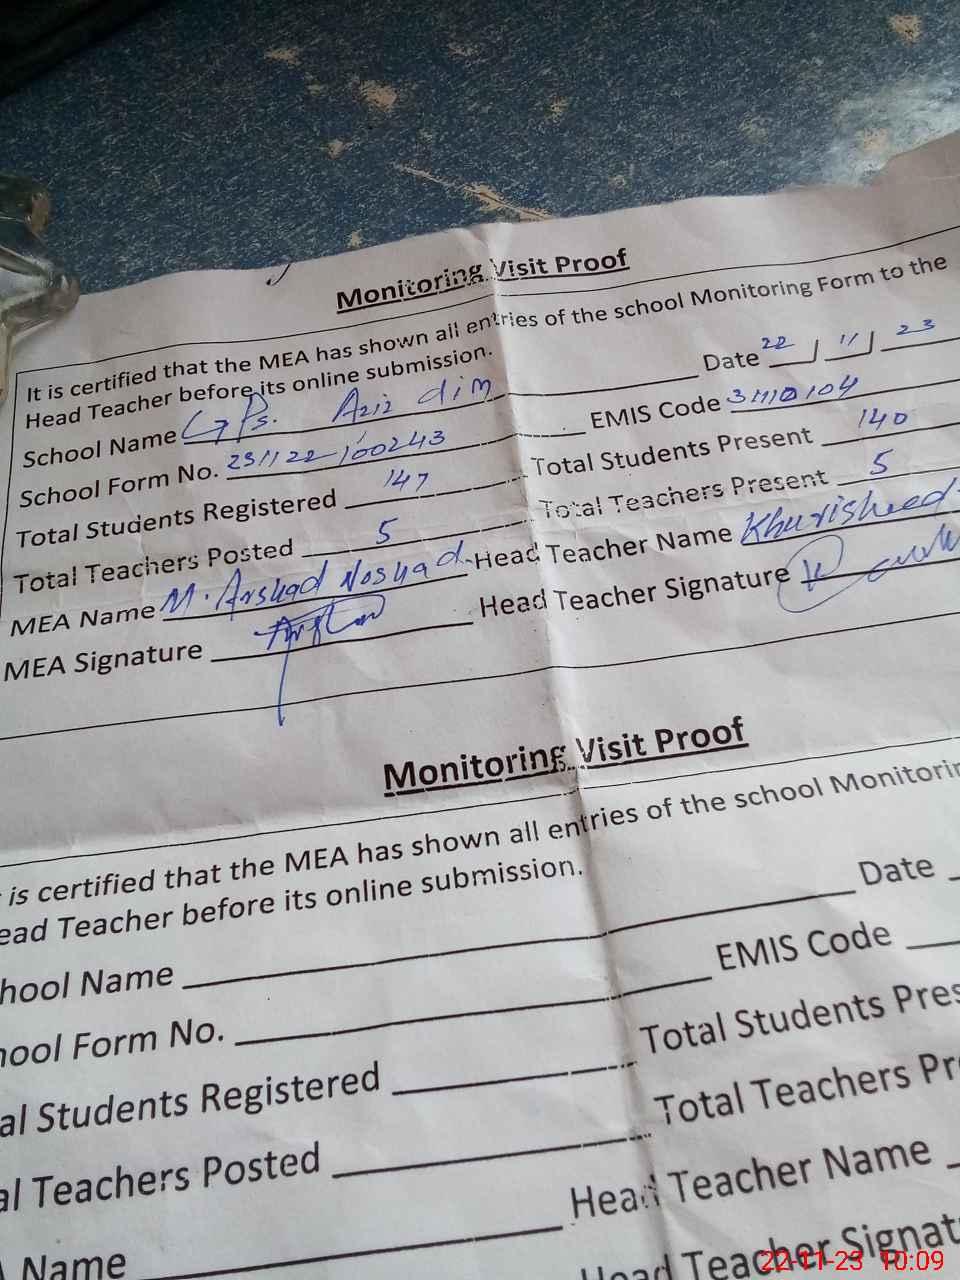 Monitoring Visit Proof
It is certified that the MEA has shown all entries of the school Monitoring Form to the
Head Teacher before its online submission.
Date 22/11/23
School Name GPs. Aziz dim
EMIS Code 31110104
School Form No. 231122-100243
Total Students Present 140
Total Students Registered 147
Total Teachers Present 5
Total Teachers Posted 5
Head Teacher Name Khurisheed
MEA Name M. Arshad Noshad
Head Teacher Signature
MEA Signature
Monitoring Visit Proof
is certified that the MEA has shown all entries of the school Monitorin
ead Teacher before its online submission.
Date
hool Name
EMIS Code
hool Form No.
Total Students Pres
al Students Registered
Total Teachers Pr
al Teachers Posted
Head Teacher Name
Name
Head Teacher Signat
22-11-23 10:09